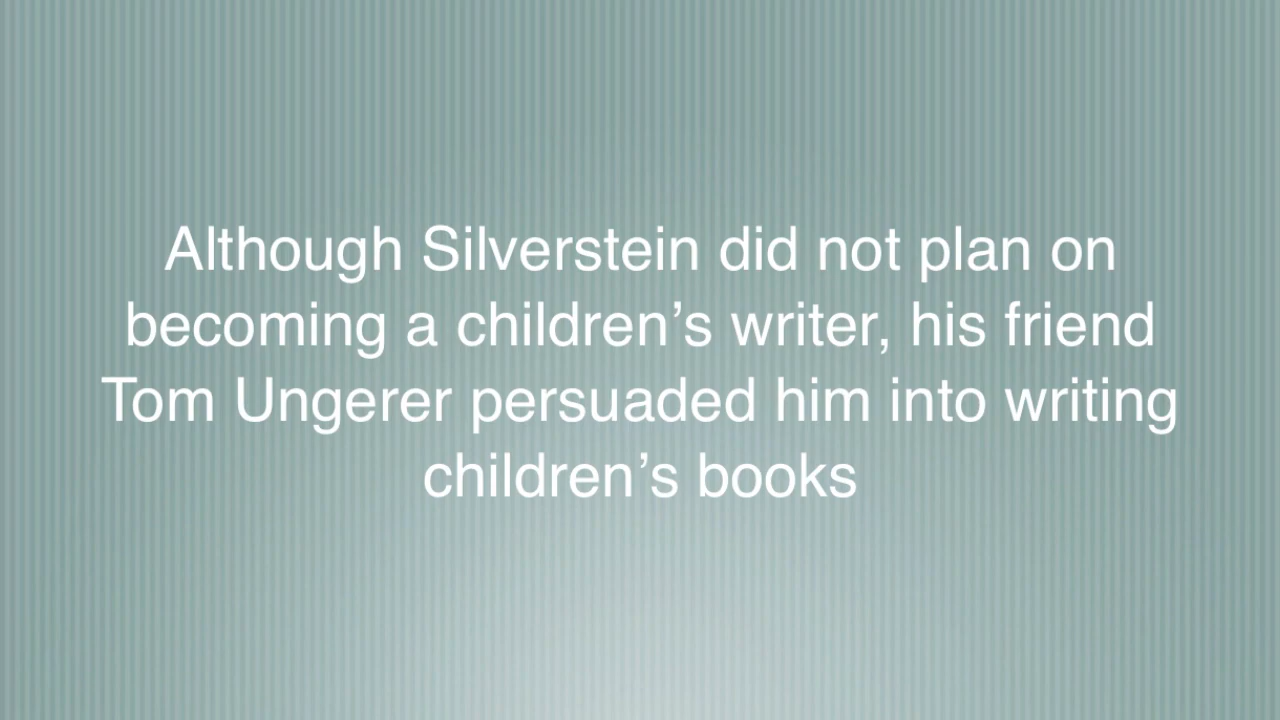 Although Silverstein did not plan on
becoming a children’s writer, his friend
Tom Ungerer persuaded him into writing
children’s books